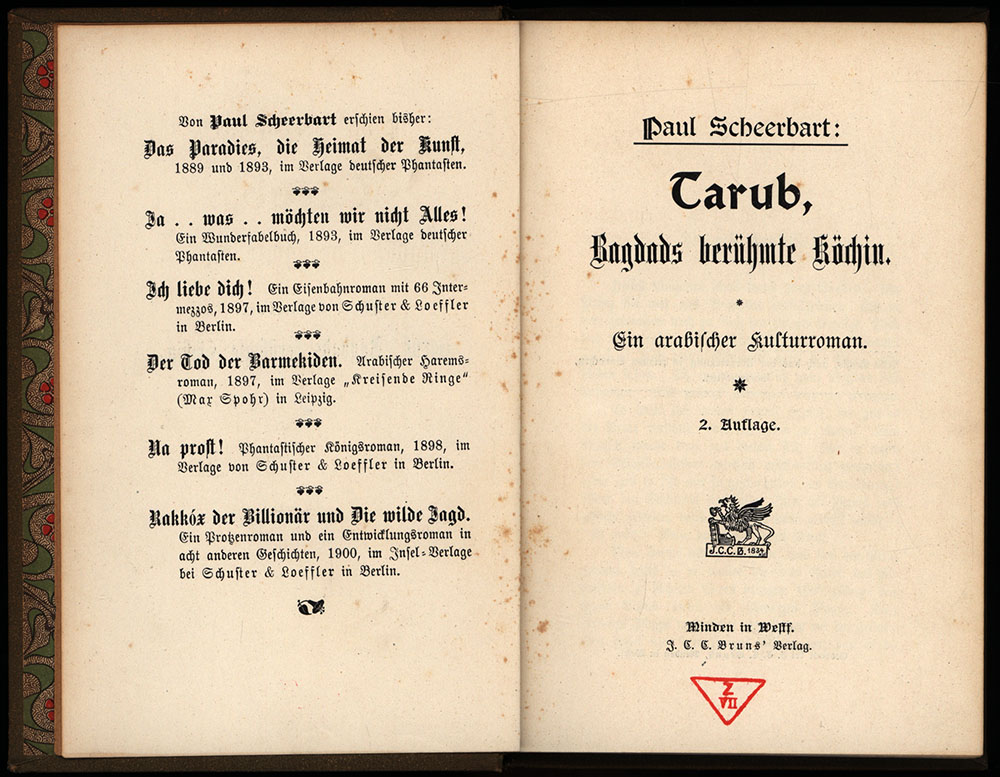 Von Paul Scheerbart erschien bisher:
Das Paradies, die Heimat der Kunst,
1889 und 1893, im Verlage deutscher Phantasten.
Ja . . was . . möchten wir nicht Alles!
Ein Wunderfabelbuch, 1893, im Verlage deutscher
Phantasten.
Ich liebe dich! Ein Eisenbahnroman mit 66 Inter-
mezzos, 1897, im Verlage von Schuster & Loeffler
in Berlin.
Der Tod der Barmekiden. Arabischer Harems-
roman, 1897, im Verlage „Kreisende Ringe“
(Max Spohr) in Leipzig.
Na prost! Phantastischer Königsroman, 1898, im
Verlage von Schuster & Loeffler in Berlin.
Rakkóx der Billionär und Die wilde Jagd.
Ein Protzenroman und ein Entwicklungsroman in
acht anderen Geschichten, 1900, im Insel-Verlage
bei Schuster & Loeffler in Berlin.
Paul Scheerbart:
Tarub,
Bagdads berühmte Köchin.
Ein arabischer Kulturroman.
2. Auflage.
J.C.C.B. 1834
Minden in Westf.
J. C. C. Bruns’ Verlag.
Σ
VII